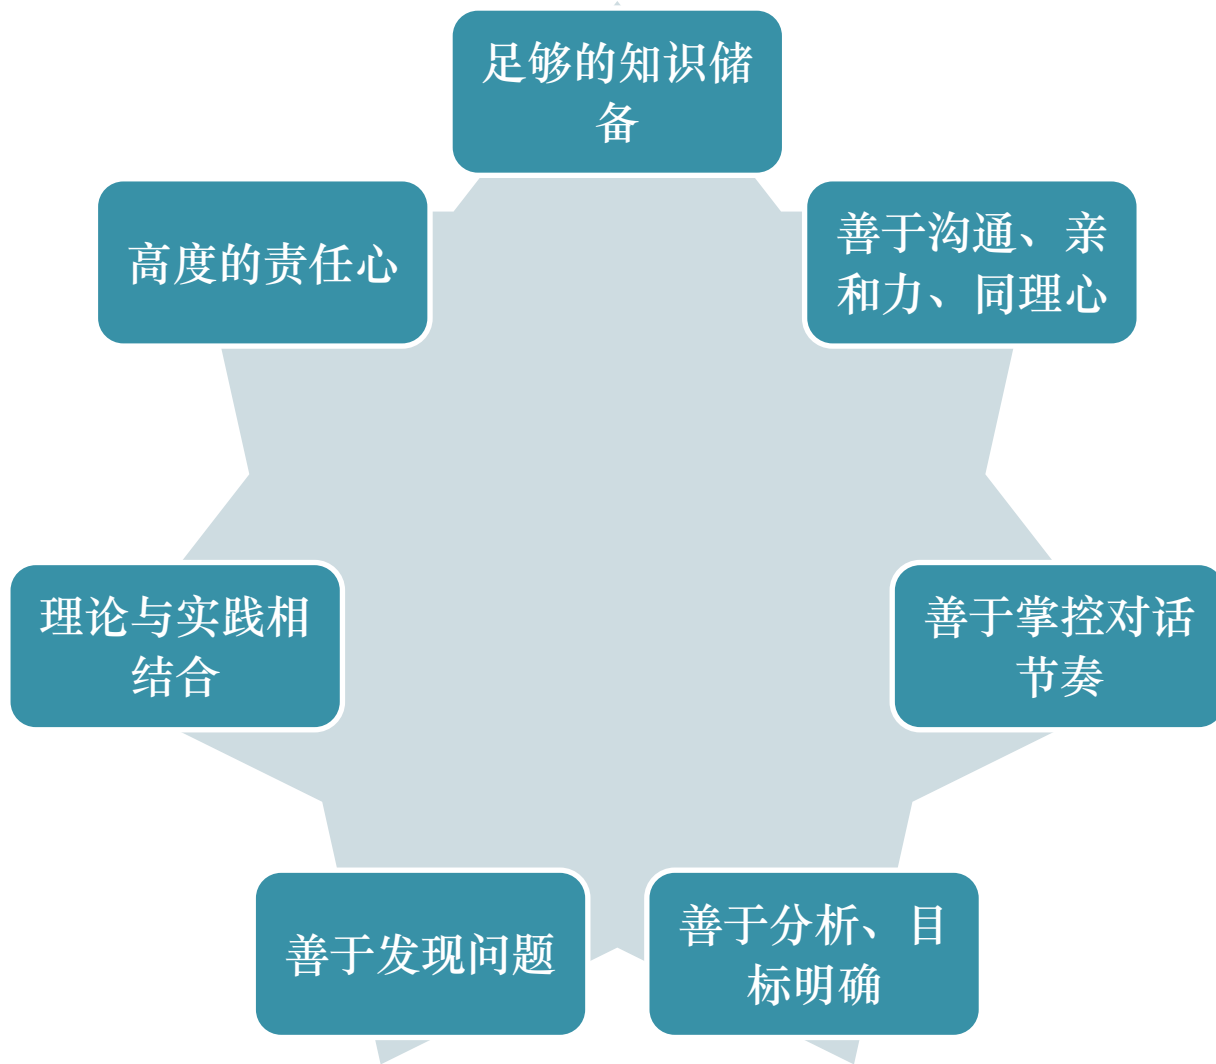 足够的知识储
备
善于沟通、亲
和力、同理心
善于掌控对话
节奏
善于分析、目
标明确
善于发现问题
理论与实践相
结合
高度的责任心